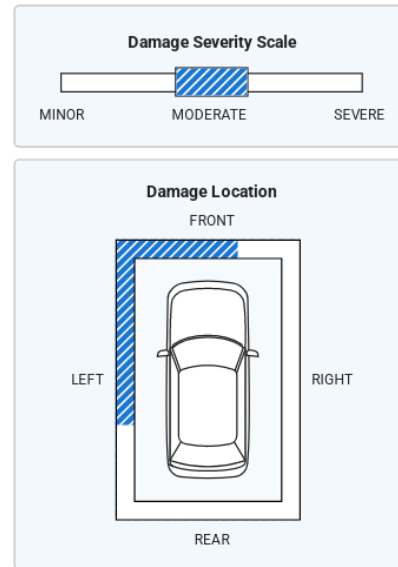 Damage Severity Scale
MINOR MODERATE SEVERE
Damage Location
FRONT
LEFT RIGHT
REAR